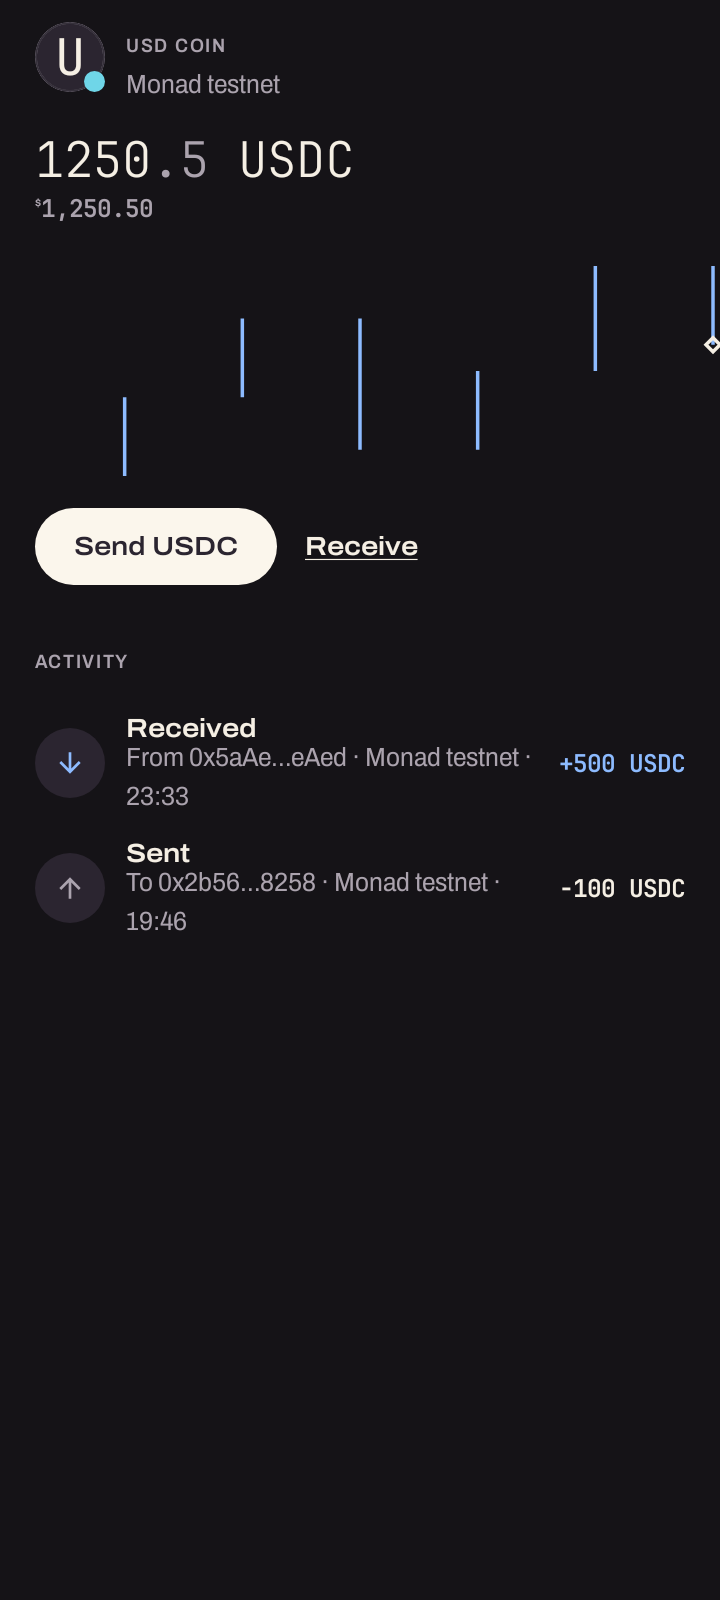 U
USD COIN
Monad testnet
1250.5 USDC
$1,250.50
Send USDC
Receive
ACTIVITY
Received
From 0x5aAe…eAed · Monad testnet ·
23:33
+500 USDC
Sent
To 0x2b56…8258 · Monad testnet ·
19:46
-100 USDC